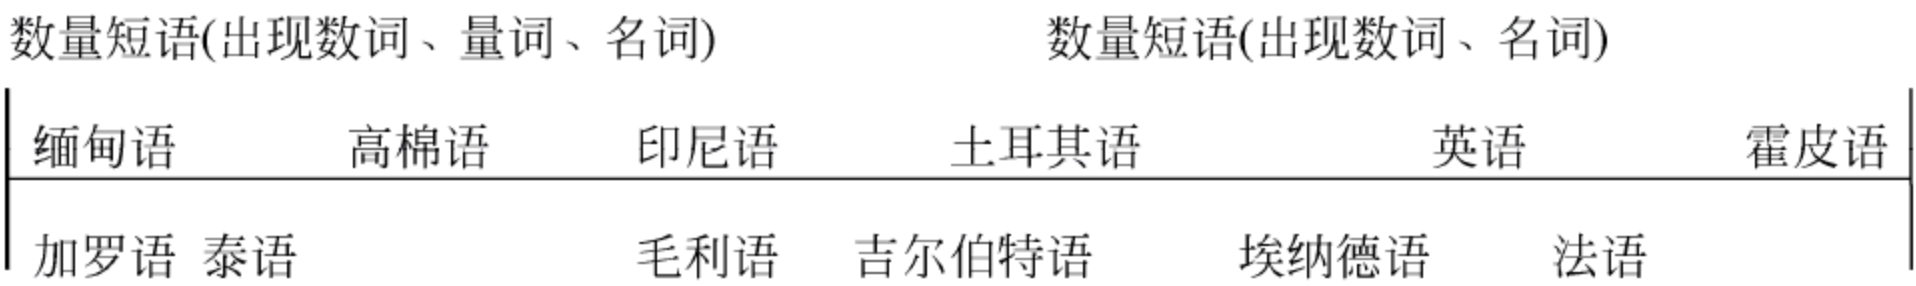 数量短语(出现数词、量词、名词) 数量短语(出现数词、名词)
缅甸语 高棉语 印尼语 土耳其语 英语 霍皮语
加罗语 泰语 毛利语 吉尔伯特语 埃纳德语 法语